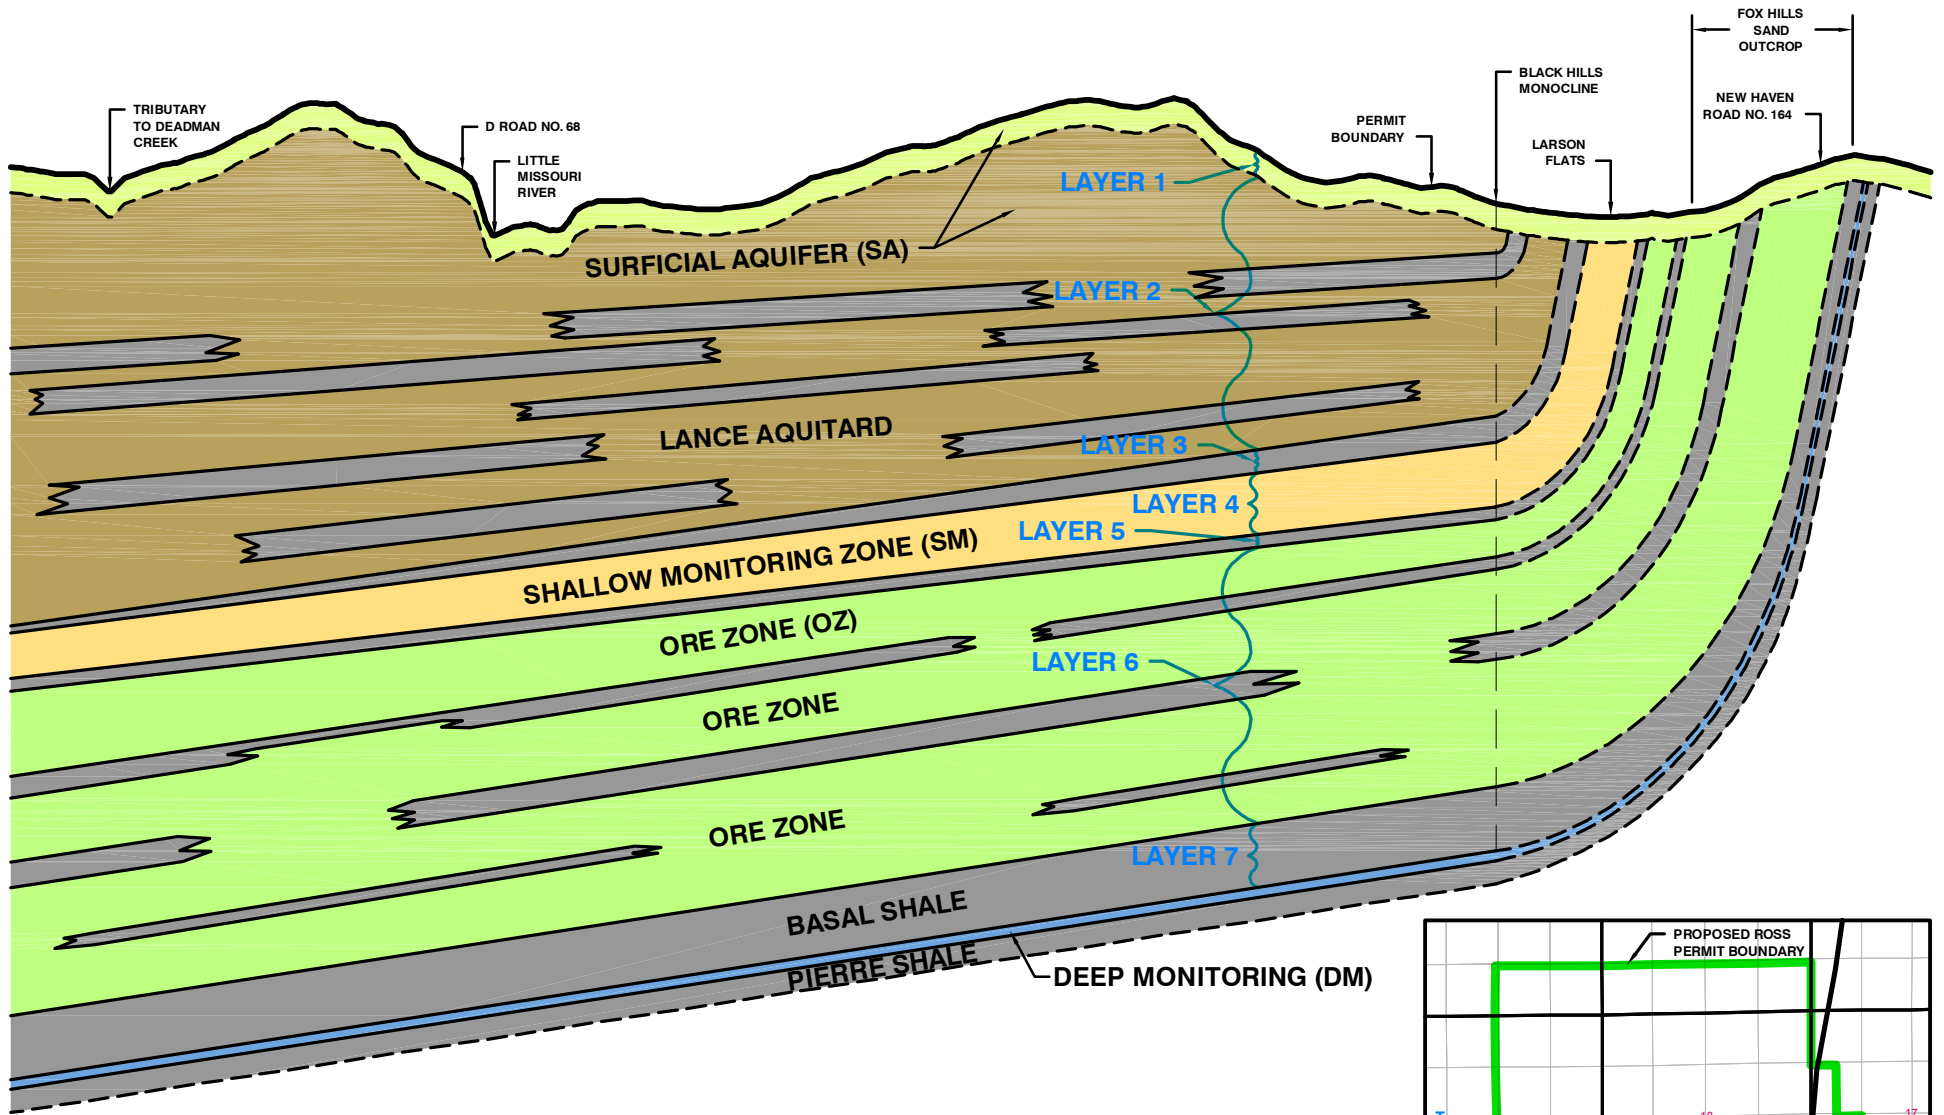 FOX HILLS
SAND
OUTCROP
BLACK HILLS
MONOCLINE
NEW HAVEN
ROAD NO. 164
TRIBUTARY
TO DEADMAN
CREEK
D ROAD NO. 68
PERMIT
BOUNDARY
LARSON
FLATS
LITTLE
MISSOURI
RIVER
LAYER 1
SURFICIAL AQUIFER (SA)
LAYER 2
LANCE AQUITARD
LAYER 3
LAYER 4
LAYER 5
SHALLOW MONITORING ZONE (SM)
ORE ZONE (OZ)
LAYER 6
ORE ZONE
ORE ZONE
LAYER 7
BASAL SHALE
PIERRE SHALE
DEEP MONITORING (DM)
PROPOSED ROSS
PERMIT BOUNDARY